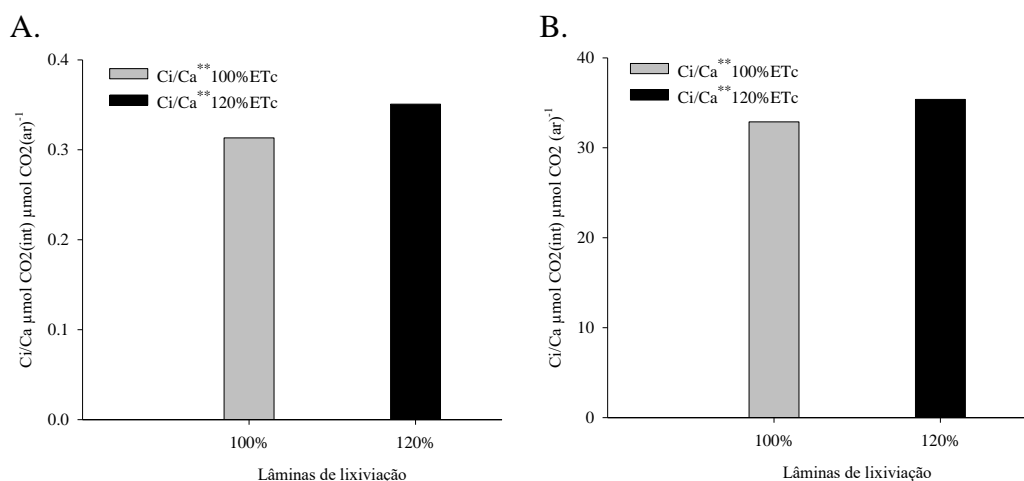 A.
Ci/Ca** 100%ETc
Ci/Ca** 120%ETc
Ci/Ca µmol CO2(int) µmol CO2(ar)-1
0.4
0.3
0.2
0.1
0.0
100% 120%
Lâminas de lixiviação
B.
Ci/Ca** 100%ETc
Ci/Ca** 120%ETc
Ci/Ca µmol CO2(int) µmol CO2 (ar)-1
40
30
20
10
0
100% 120%
Lâminas de lixiviação